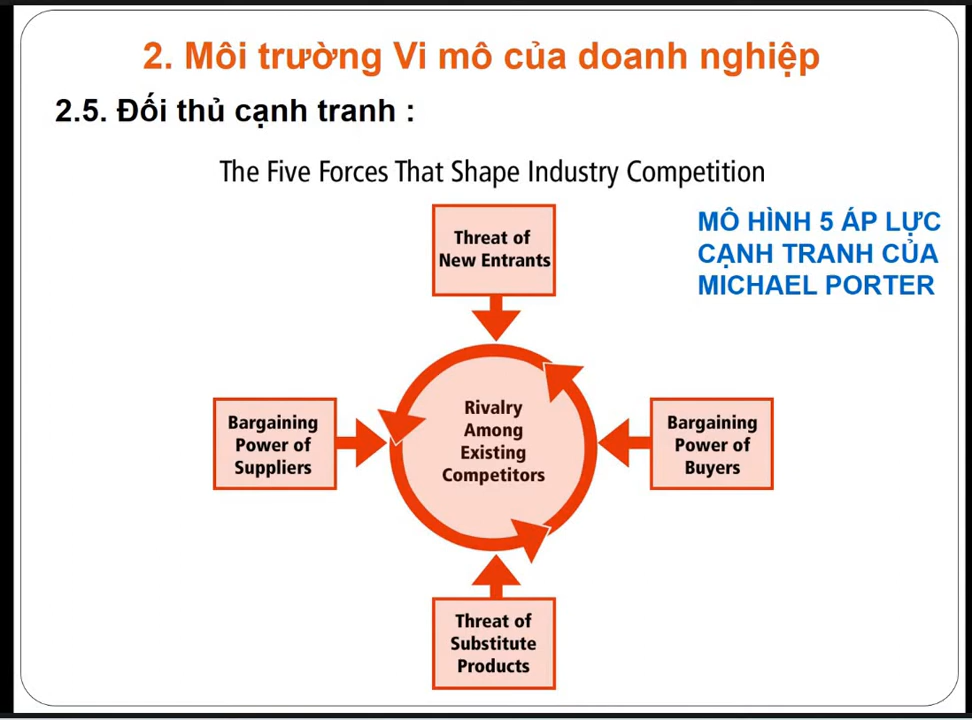 2. Môi trường Vi mô của doanh nghiệp
2.5. Đối thủ cạnh tranh :
The Five Forces That Shape Industry Competition
MÔ HÌNH 5 ÁP LỰC
CẠNH TRANH CỦA
MICHAEL PORTER
Threat of
New Entrants
Bargaining
Power of
Suppliers
Rivalry
Among
Existing
Competitors
Bargaining
Power of
Buyers
Threat of
Substitute
Products